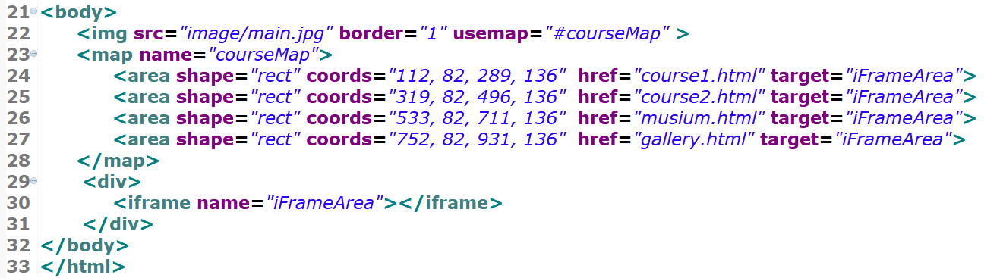 21 <body>
22 <img src="image/main.jpg" border="1" usemap="#courseMap" >
23 <map name="courseMap">
24 <area shape="rect" coords="112, 82, 289, 136"  href="course1.html" target="iFrameArea">
25 <area shape="rect" coords="319, 82, 496, 136"  href="course2.html" target="iFrameArea">
26 <area shape="rect" coords="533, 82, 711, 136"  href="musium.html" target="iFrameArea">
27 <area shape="rect" coords="752, 82, 931, 136"  href="gallery.html" target="iFrameArea">
28 </map>
29 <div>
30 <iframe name="iFrameArea"></iframe>
31 </div>
32 </body>
33 </html>